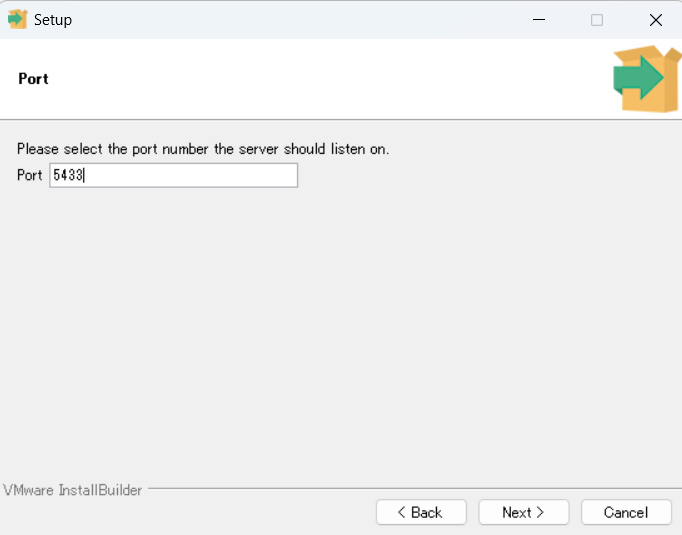 Setup
Port
Please select the port number the server should listen on.
Port 5433
VMware InstallBuilder
< Back Next > Cancel